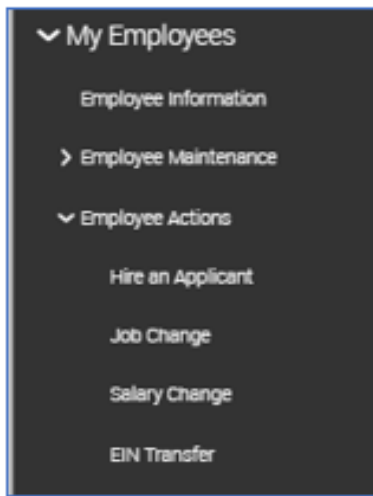 My Employees
Employee Information
Employee Maintenance
Employee Actions
Hire an Applicant
Job Change
Salary Change
EIN Transfer